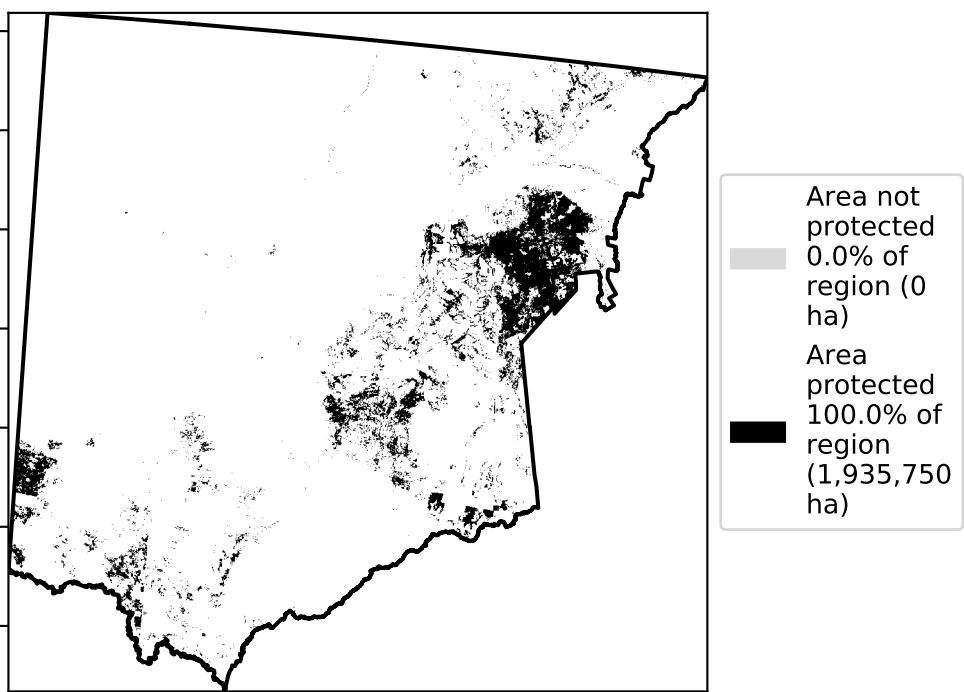 Area not
protected
0.0% of
region (0
ha)
Area
protected
100.0% of
region
(1,935,750
ha)